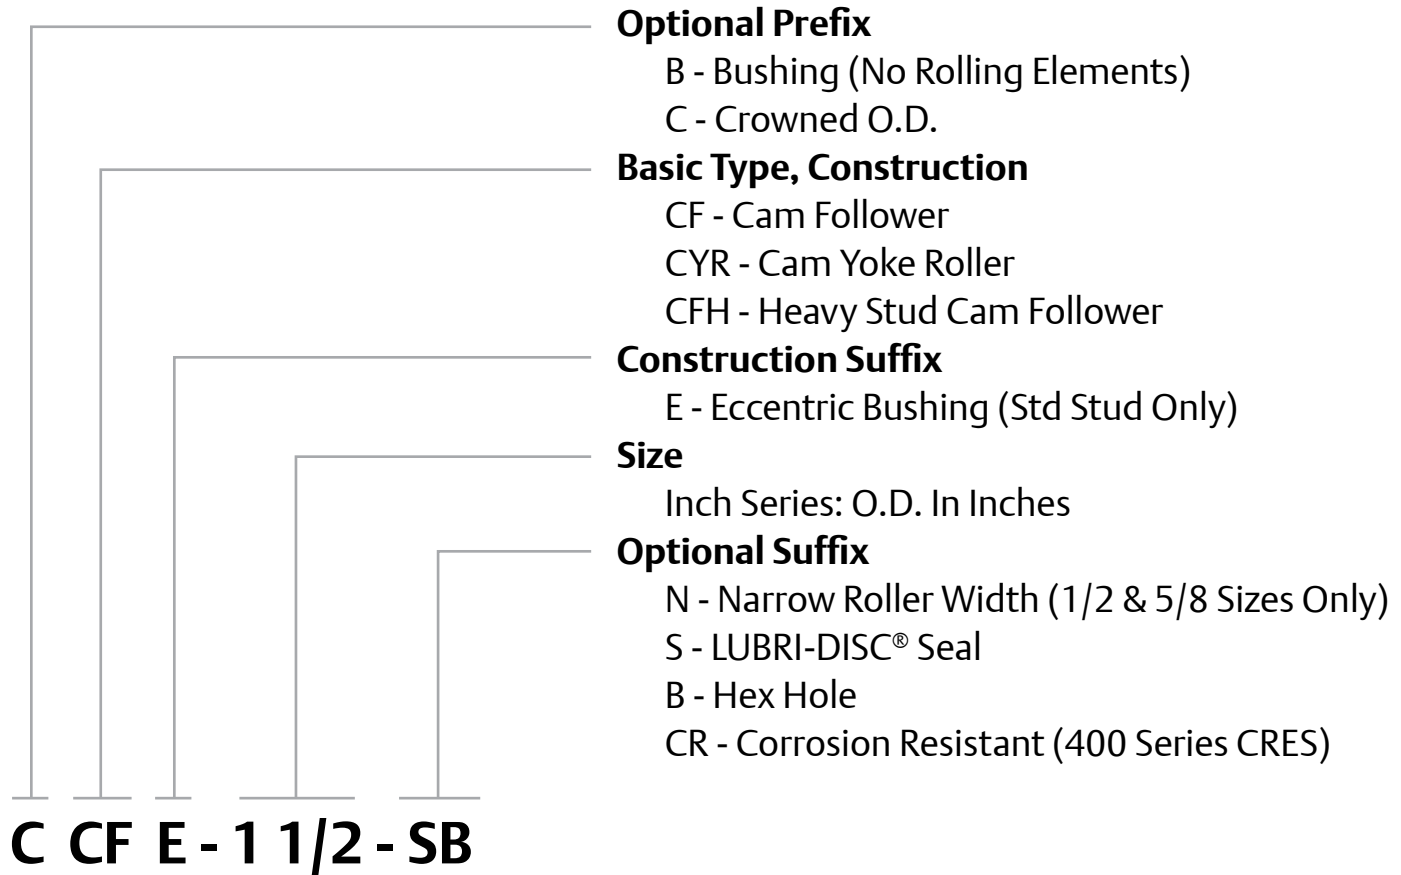 Optional Prefix
B - Bushing (No Rolling Elements)
C - Crowned O.D.
Basic Type, Construction
CF - Cam Follower
CYR - Cam Yoke Roller
CFH - Heavy Stud Cam Follower
Construction Suffix
E - Eccentric Bushing (Std Stud Only)
Size
Inch Series: O.D. In Inches
Optional Suffix
N - Narrow Roller Width (1/2 & 5/8 Sizes Only)
S - LUBRI-DISC® Seal
B - Hex Hole
CR - Corrosion Resistant (400 Series CRES)
C CF E - 1 1/2 - SB